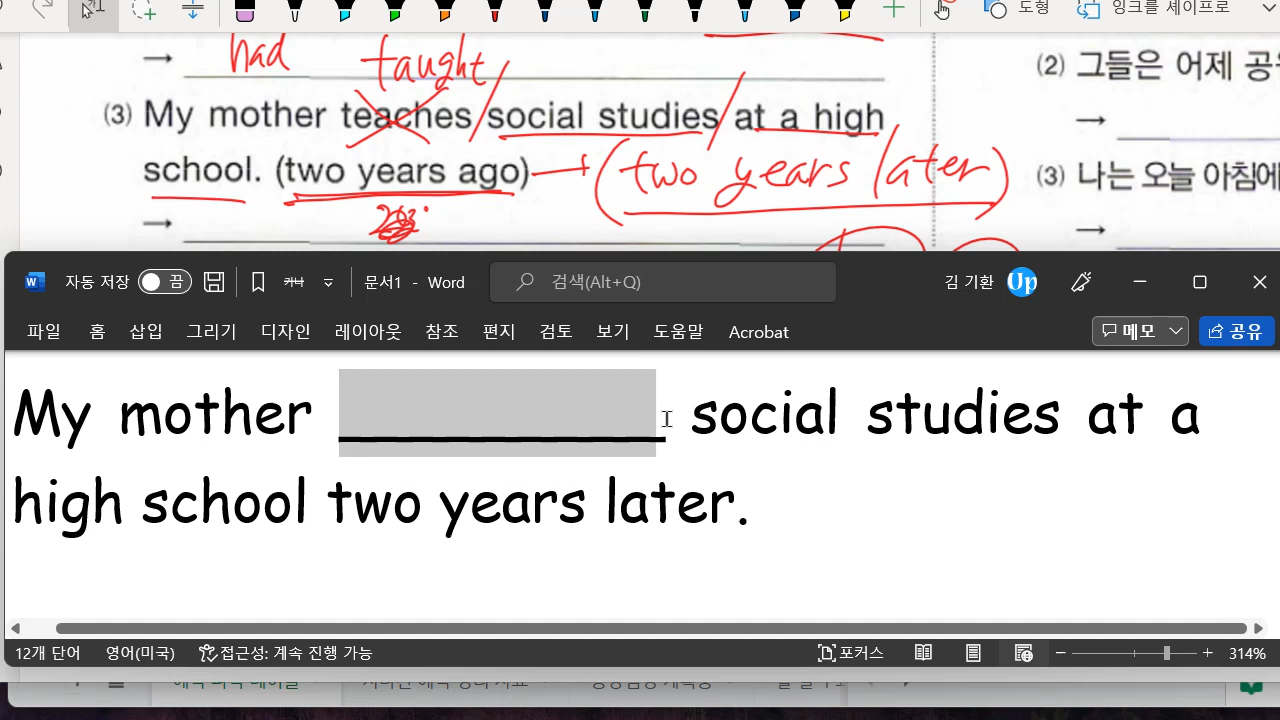 도형
잉크를 셰이프로
→ had
taught
(2) 그들은 어제 공원
→
(3) My mother teaches/social studies/at a high
school. (two years ago) → (two years later)
(3) 나는 오늘 아침에
→
→
자동 저장 끔 가나 문서1 - Word 검색(Alt+Q) 김 기환 Up
파일 홈 삽입 그리기 디자인 레이아웃 참조 편지 검토 보기 도움말 Acrobat 메모 공유
My mother ____________ social studies at a
high school two years later.
12개 단어 영어(미국) 접근성: 계속 진행 가능 포커스 314%